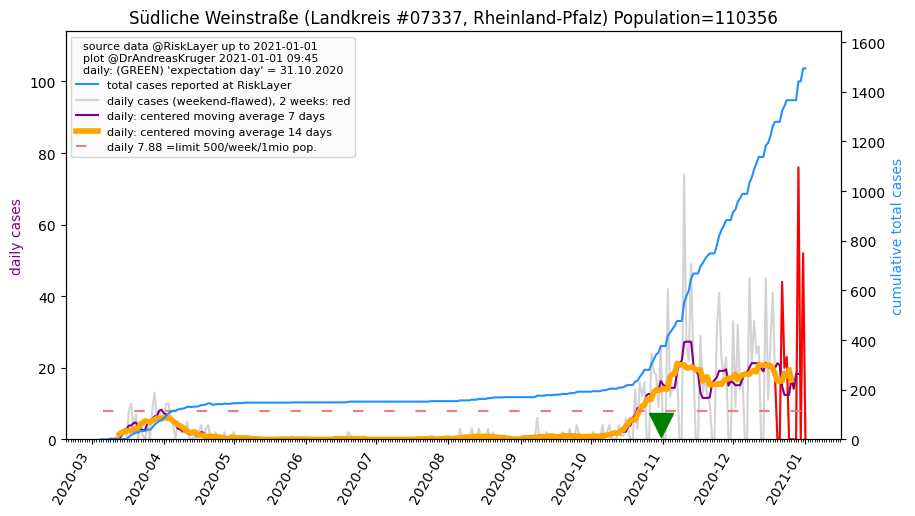 Südliche Weinstraße (Landkreis #07337, Rheinland-Pfalz) Population=110356
source data @RiskLayer up to 2021-01-01
plot @DrAndreasKruger 2021-01-01 09:45
daily: (GREEN) 'expectation day' = 31.10.2020
total cases reported at RiskLayer
daily cases (weekend-flawed), 2 weeks: red
daily: centered moving average 7 days
daily: centered moving average 14 days
daily 7.88 =limit 500/week/1mio pop.
daily cases
100
80
60
40
20
0
1600
1400
1200
1000
800
600
400
200
0
cumulative total cases
2020-03
2020-04
2020-05
2020-06
2020-07
2020-08
2020-09
2020-10
2020-11
2020-12
2021-01